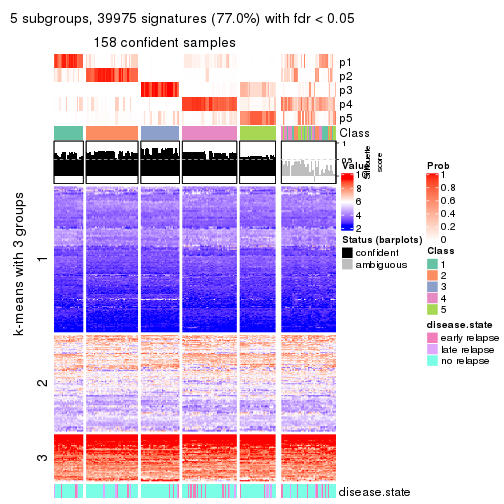 5 subgroups, 39975 signatures (77.0%) with fdr < 0.05
158 confident samples
p1
p2
p3
p4
p5
Class
1
0.5
Silhouette
score
Value
10
8
6
4
2
Prob
1
0.8
0.6
0.4
0.2
0
Status (barplots)
confident
ambiguous
Class
1
2
3
4
5
disease.state
early relapse
late relapse
no relapse
k-means with 3 groups
1
2
3
disease.state